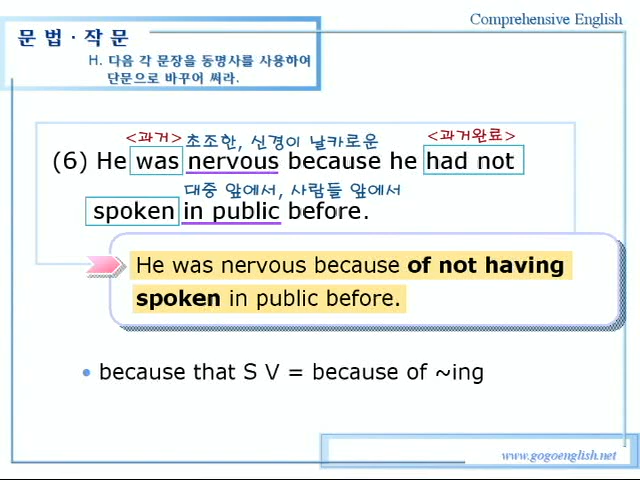 Comprehensive English
문 법 · 작 문
H. 다음 각 문장을 동명사를 사용하여
단문으로 바꾸어 써라.
<과거> 초조한, 신경이 날카로운 <과거완료>
(6) He was nervous because he had not
대중 앞에서, 사람들 앞에서
spoken in public before.
He was nervous because of not having
spoken in public before.
• because that S V = because of ~ing
www.gogoenglish.net